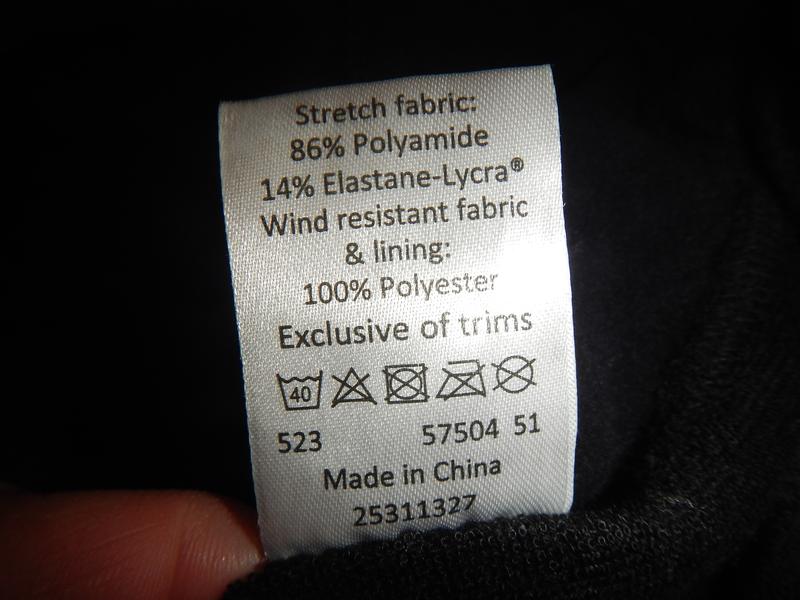 Stretch fabric:
86% Polyamide
14% Elastane-Lycra®
Wind resistant fabric
& lining:
100% Polyester
Exclusive of trims
40
523 57504 51
Made in China
25311327